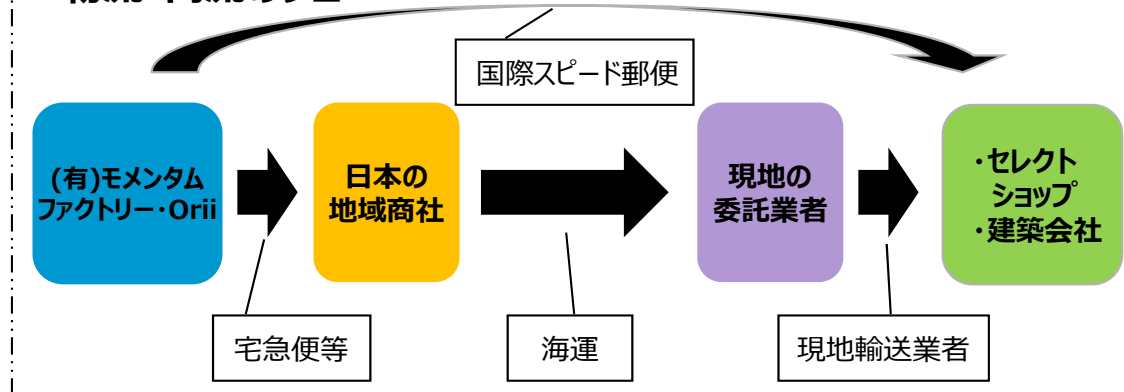 国際スピード郵便
(有)モメンタム
ファクトリー・Orii
日本の
地域商社
現地の
委託業者
・セレクト
ショップ
・建築会社
宅急便等
海運
現地輸送業者